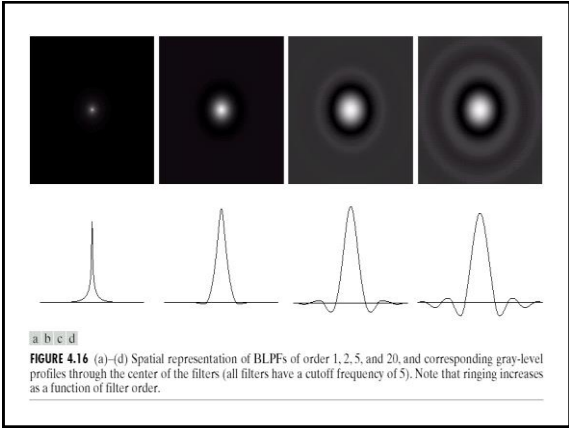 a b c d
FIGURE 4.16 (a)–(d) Spatial representation of BLPFs of order 1, 2, 5, and 20, and corresponding gray-level
profiles through the center of the filters (all filters have a cutoff frequency of 5). Note that ringing increases
as a function of filter order.